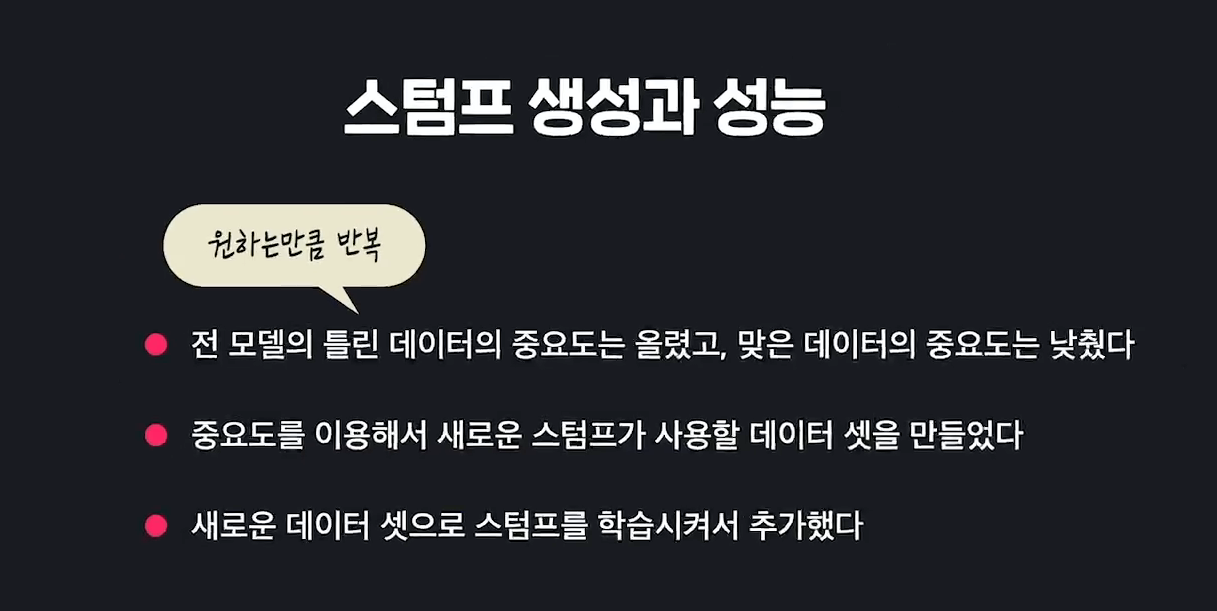 스텀프 생성과 성능
원하는만큼 반복
전 모델의 틀린 데이터의 중요도는 올렸고, 맞은 데이터의 중요도는 낮췄다
중요도를 이용해서 새로운 스텀프가 사용할 데이터 셋을 만들었다
새로운 데이터 셋으로 스텀프를 학습시켜서 추가했다